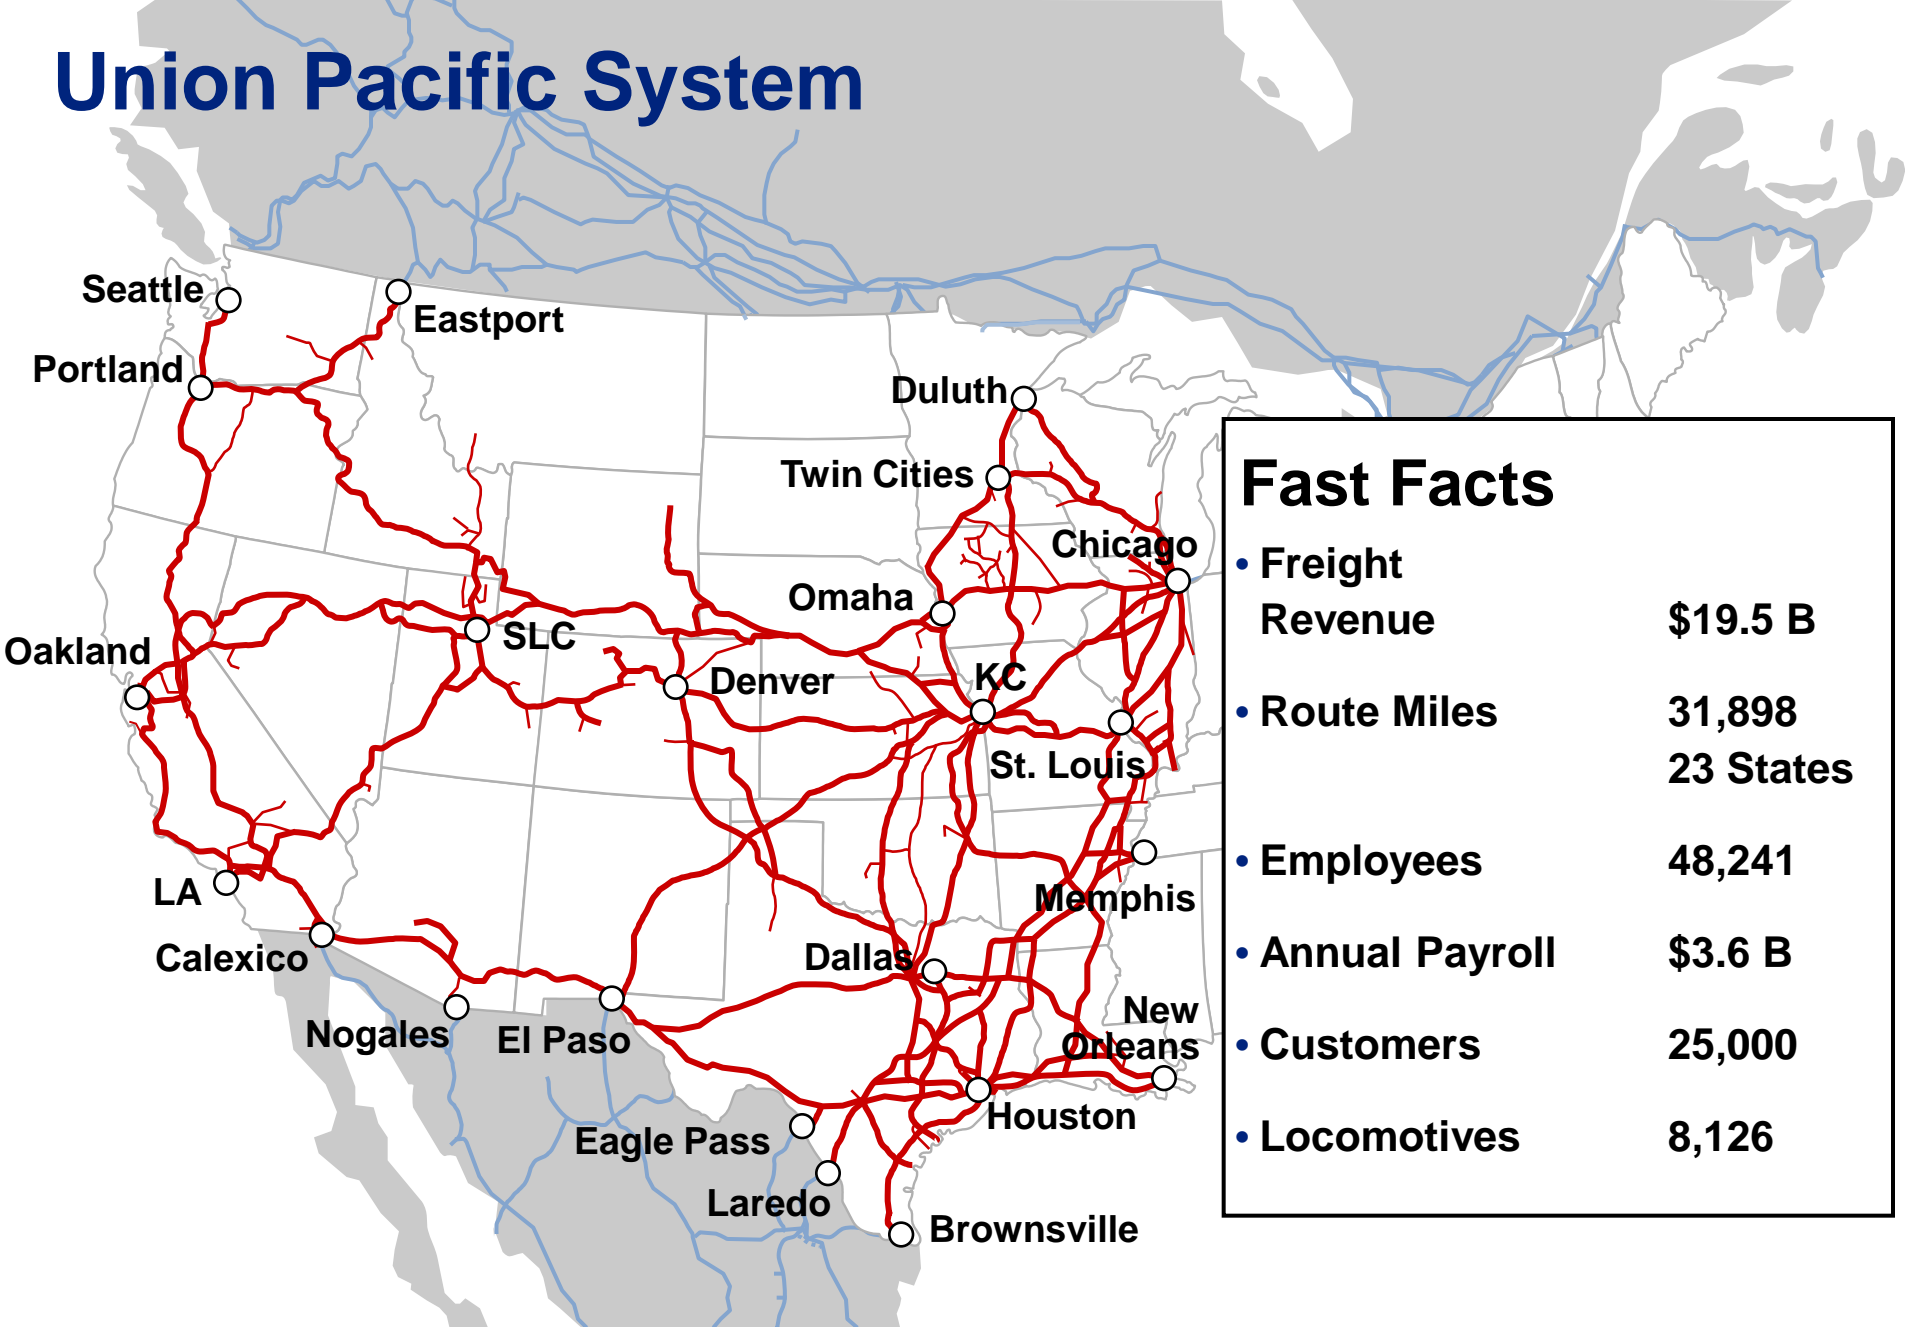 Union Pacific System
Seattle
Eastport
Portland
Duluth
Twin Cities
Chicago
Omaha
SLC
Oakland
Denver
KC
St. Louis
LA
Memphis
Calexico
Dallas
Nogales
El Paso
New
Orleans
Houston
Eagle Pass
Laredo
Brownsville
Fast Facts
• Freight
Revenue $19.5 B
• Route Miles 31,898
23 States
• Employees 48,241
• Annual Payroll $3.6 B
• Customers 25,000
• Locomotives 8,126